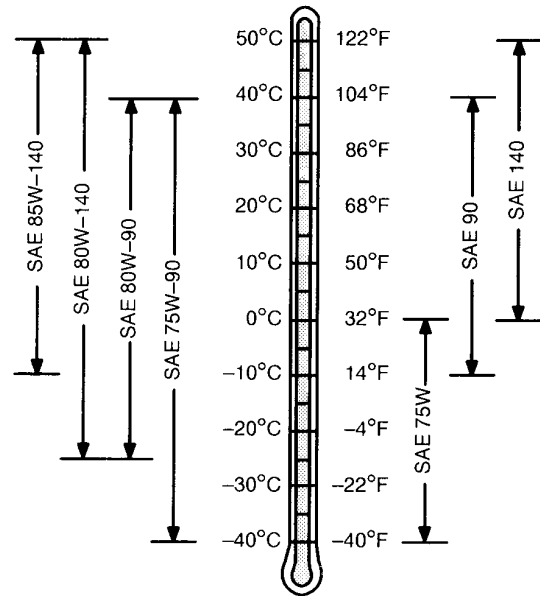 50°C 122°F
40°C 104°F
30°C 86°F
20°C 68°F
10°C 50°F
0°C 32°F
–10°C 14°F
–20°C –4°F
–30°C –22°F
–40°C –40°F
SAE 85W–140
SAE 80W–140
SAE 80W–90
SAE 75W–90
SAE 75W
SAE 90
SAE 140